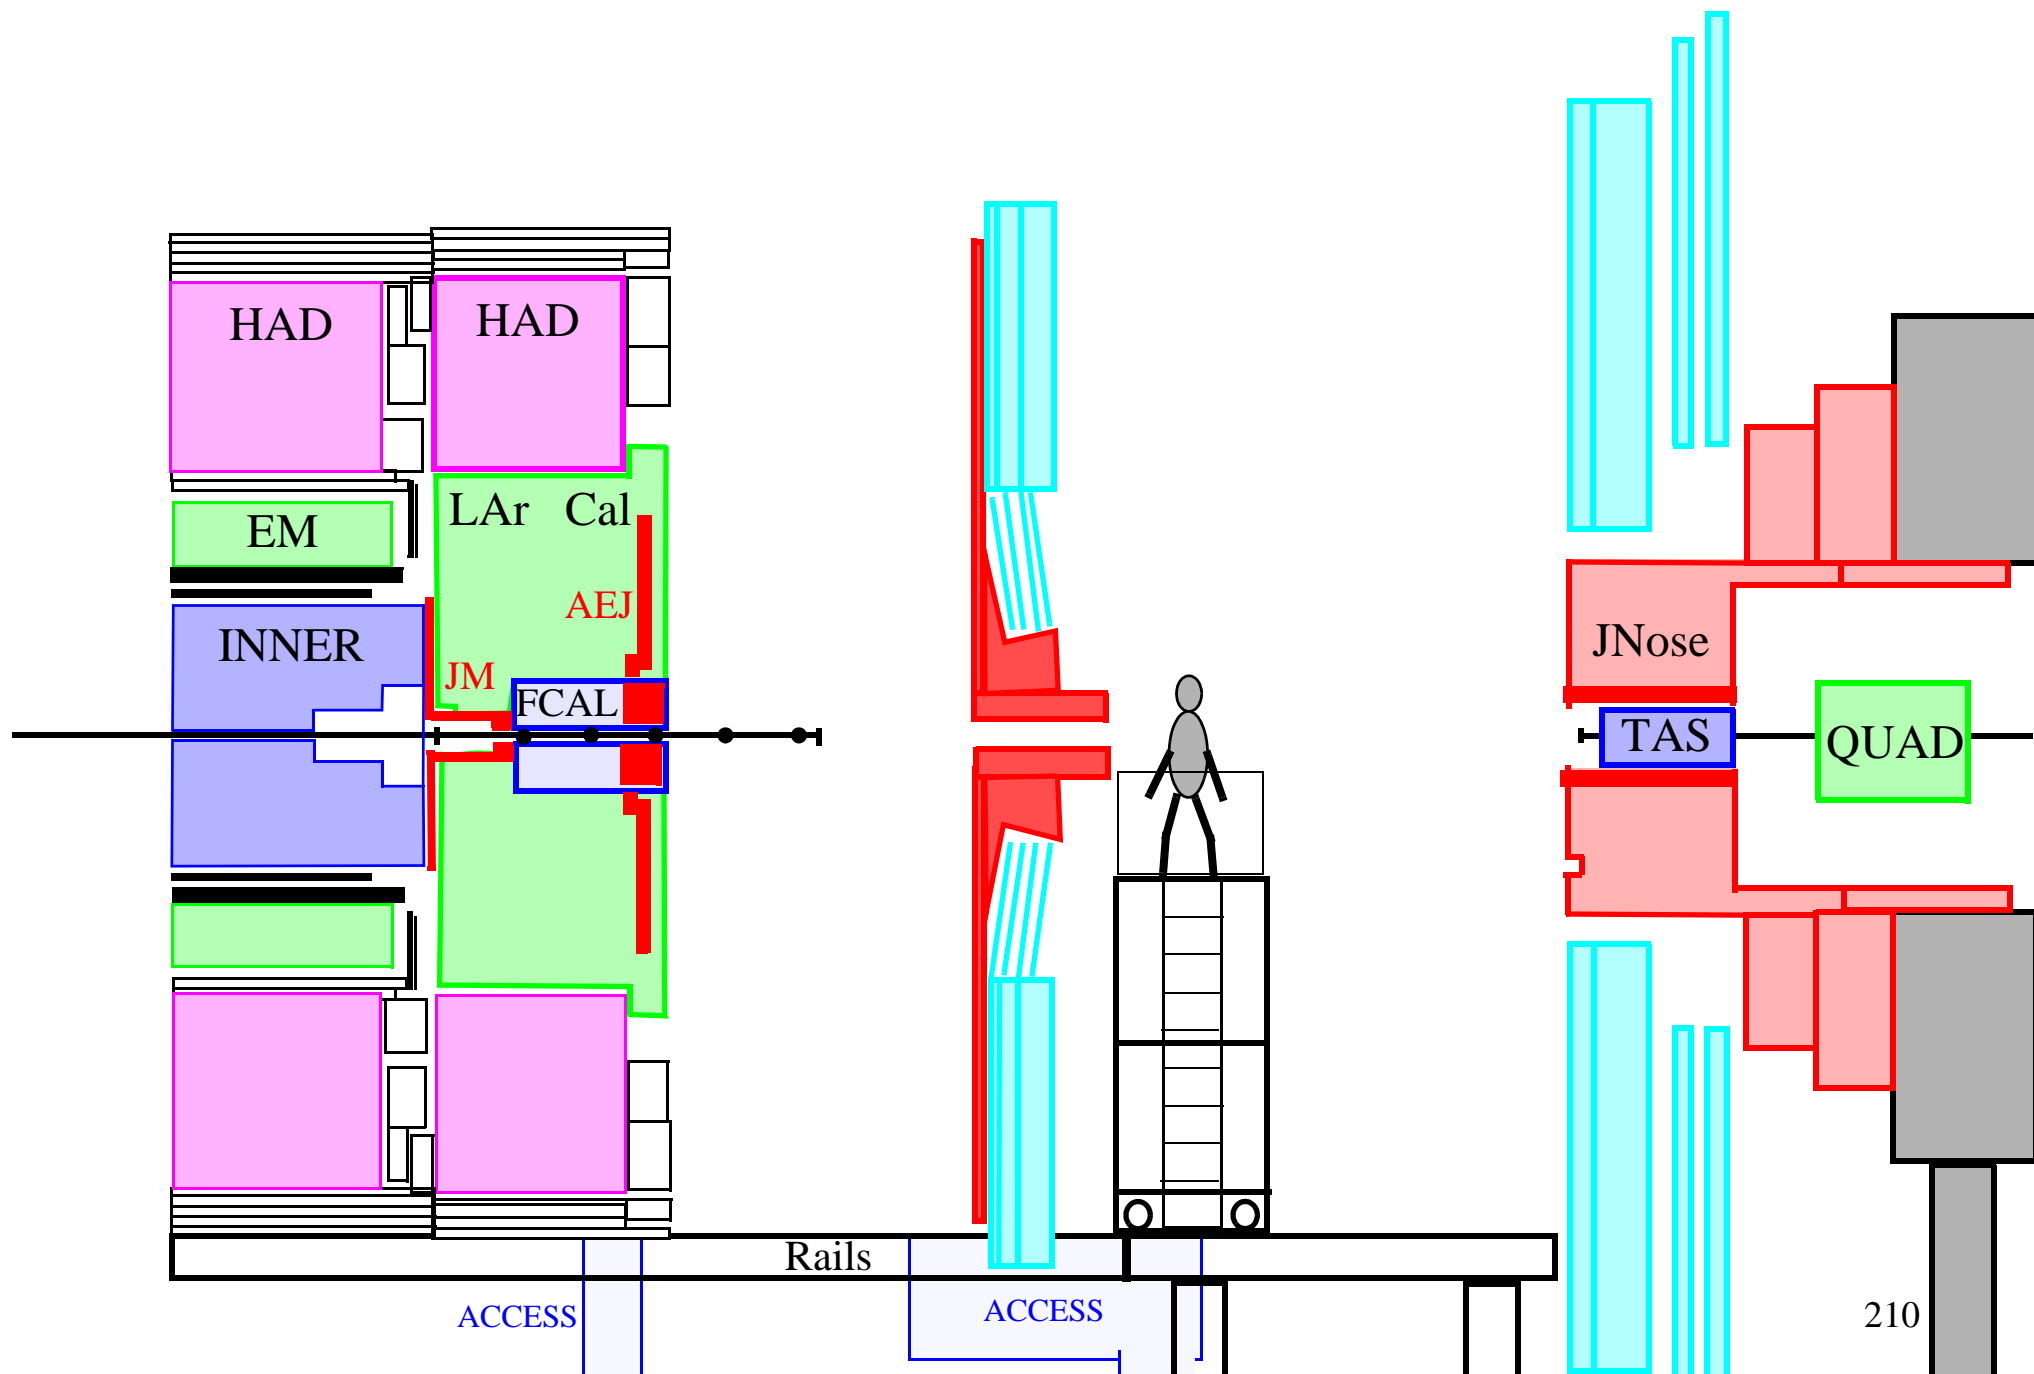 HAD
HAD
LAr Cal
EM
AEJ
INNER
JM
JNose
FCAL
TAS
QUAD
Rails
ACCESS
ACCESS
210